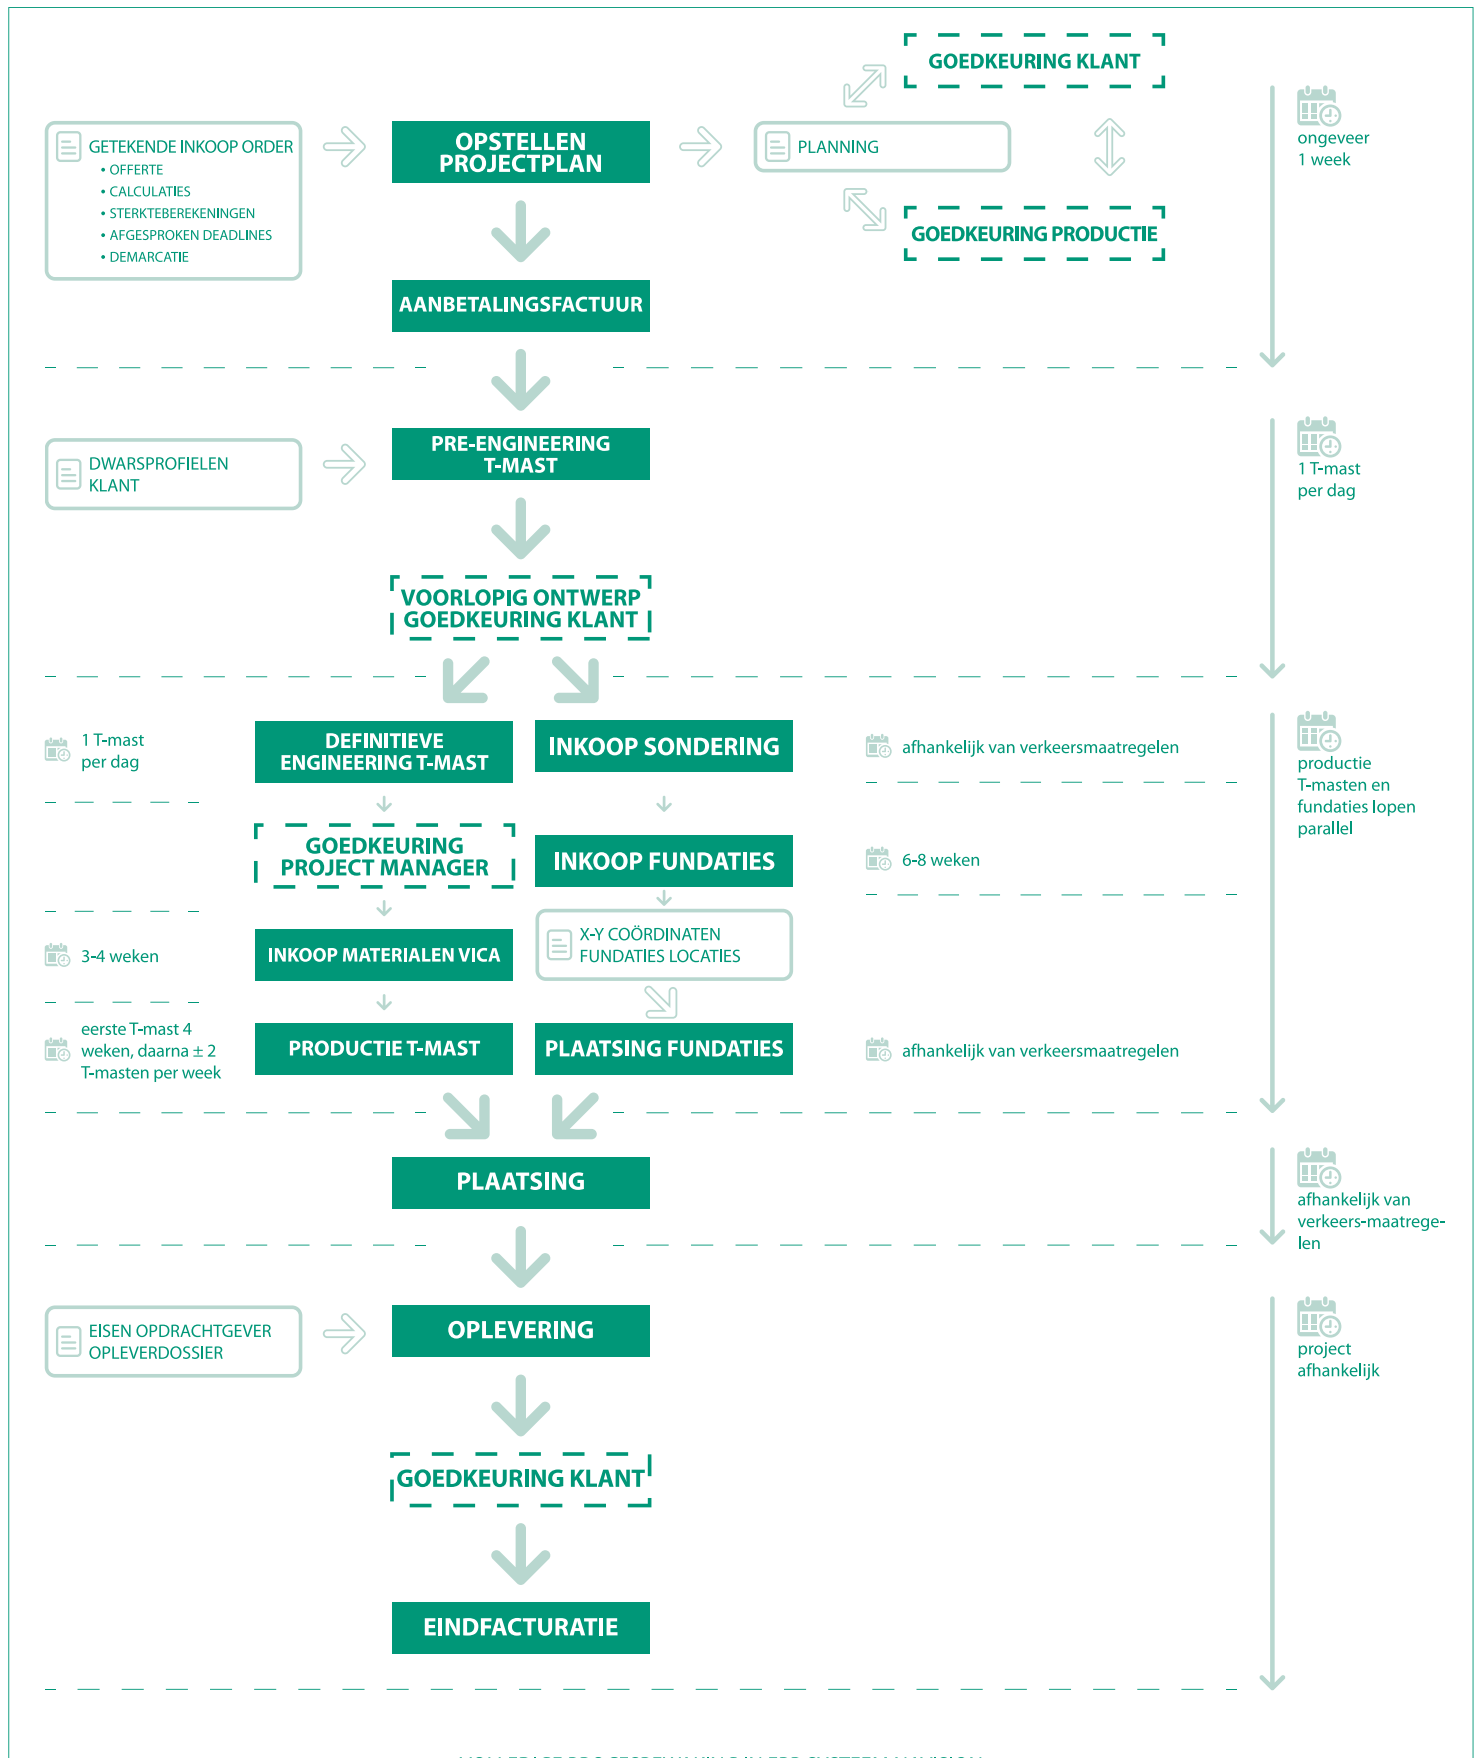 GOEDKEURING KLANT
GETEKENDE INKOOP ORDER
• OFFERTE
• CALCULATIES
• STERKTEBEREKENINGEN
• AFGESPROKEN DEADLINES
• DEMARCATIE
OPSTELLEN
PROJECTPLAN
PLANNING
ongeveer
1 week
GOEDKEURING PRODUCTIE
AANBETALINGSFACTUUR
DWARSPROFIELEN
KLANT
PRE-ENGINEERING
T-MAST
1 T-mast
per dag
VOORLOPIG ONTWERP
GOEDKEURING KLANT
1 T-mast
per dag
DEFINITIEVE
ENGINEERING T-MAST
INKOOP SONDERING
afhankelijk van verkeersmaatregelen
productie
T-masten en
fundaties lopen
parallel
GOEDKEURING
PROJECT MANAGER
INKOOP FUNDATIES
6-8 weken
3-4 weken
INKOOP MATERIALEN VICA
X-Y COÖRDINATEN
FUNDATIES LOCATIES
eerste T-mast 4
weken, daarna ± 2
T-masten per week
PRODUCTIE T-MAST
PLAATSING FUNDATIES
afhankelijk van verkeersmaatregelen
PLAATSING
afhankelijk van
verkeers-maatrege-
len
EISEN OPDRACHTGEVER
OPLEVERDOSSIER
OPLEVERING
project
afhankelijk
GOEDKEURING KLANT
EINDFACTURATIE